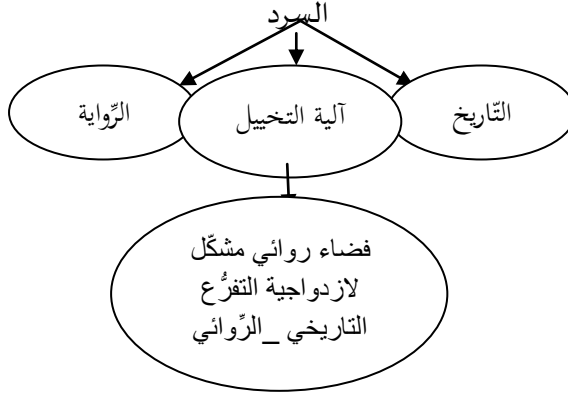 السرد
التّاريخ
آلية التخييل
الرِّواية
فضاء روائي مشكّل
لازدواجية التفرُّع
التاريخي _الرِّوائي